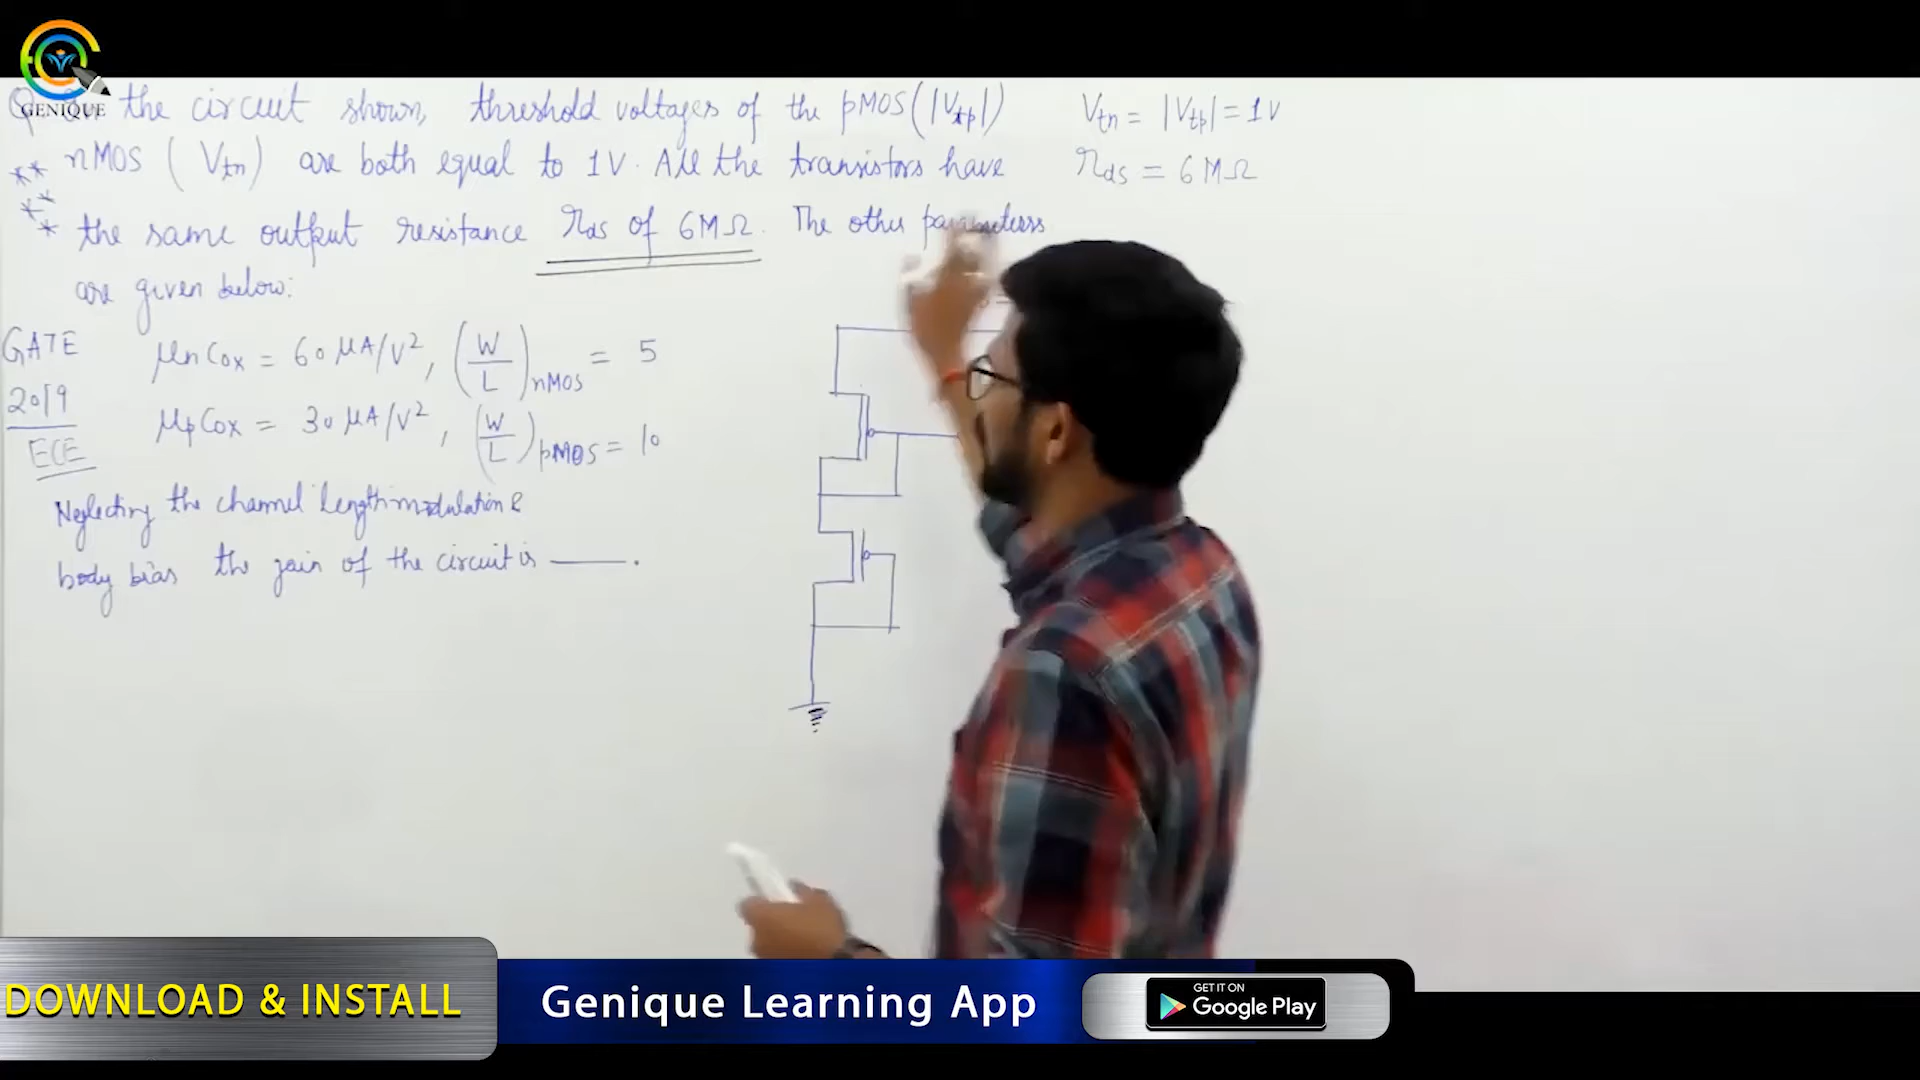 GENIQUE
Q the circuit shown, threshold voltages of the pMOS (|Vtp|)
nMOS ( Vtn) are both equal to 1V. All the transistors have
the same output resistance rds of 6MΩ. The other parameters
are given below:
Vtn = |Vtp| = 1V
rds = 6MΩ
GATE
2019
ECE
μnCox = 60 μA/V², (W/L)nMOS = 5
μpCox = 30 μA/V², (W/L)pMOS = 10
Neglecting the channel length modulation &
body bias the gain of the circuit is ____.
DOWNLOAD & INSTALL
Genique Learning App
GET IT ON
Google Play